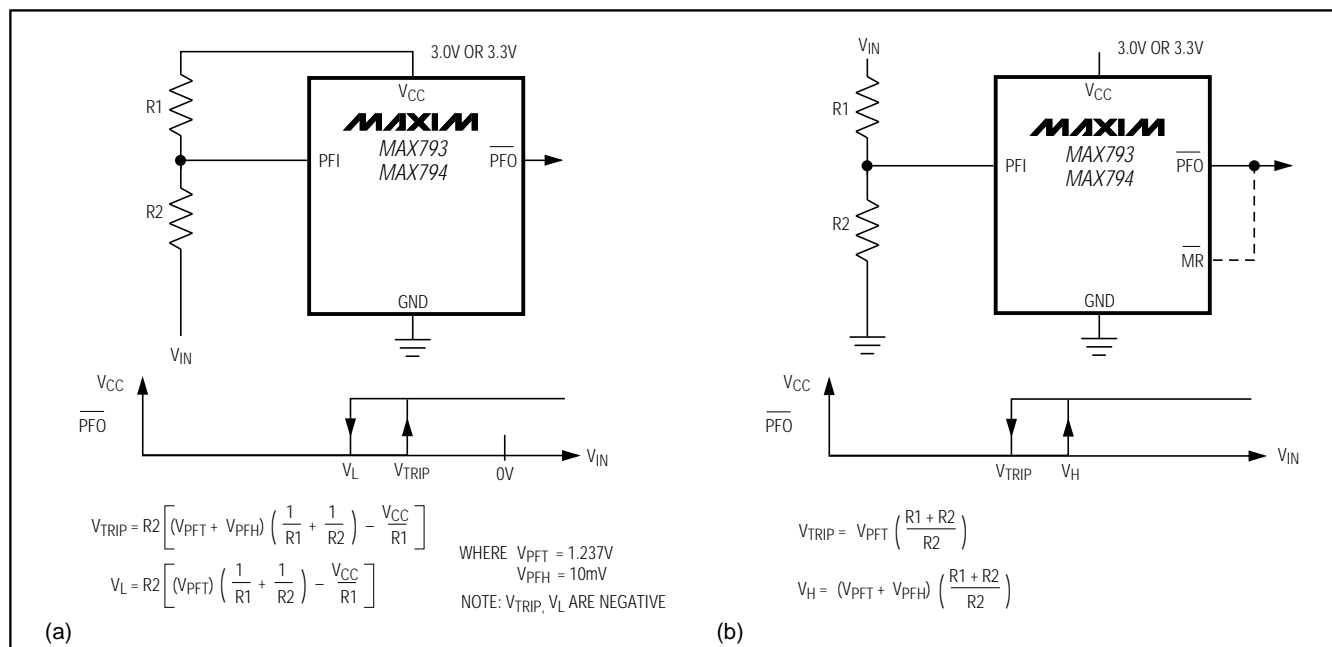 3.0V OR 3.3V
R1
VCC
MAXIM
MAX793
MAX794
PFI
PFO
R2
GND
VIN
VCC
PFO
VL
VTRIP
0V
VIN
VTRIP = R2 [(VPFT + VPFH) (1/R1 + 1/R2) – VCC/R1]
VL = R2 [(VPFT) (1/R1 + 1/R2) – VCC/R1]
WHERE VPFT = 1.237V
VPFH = 10mV
NOTE: VTRIP, VL ARE NEGATIVE
(a)
VIN
3.0V OR 3.3V
R1
VCC
MAXIM
MAX793
MAX794
PFI
PFO
R2
MR
GND
VCC
PFO
VTRIP
VH
VIN
VTRIP = VPFT (R1 + R2/R2)
VH = (VPFT + VPFH) (R1 + R2/R2)
(b)